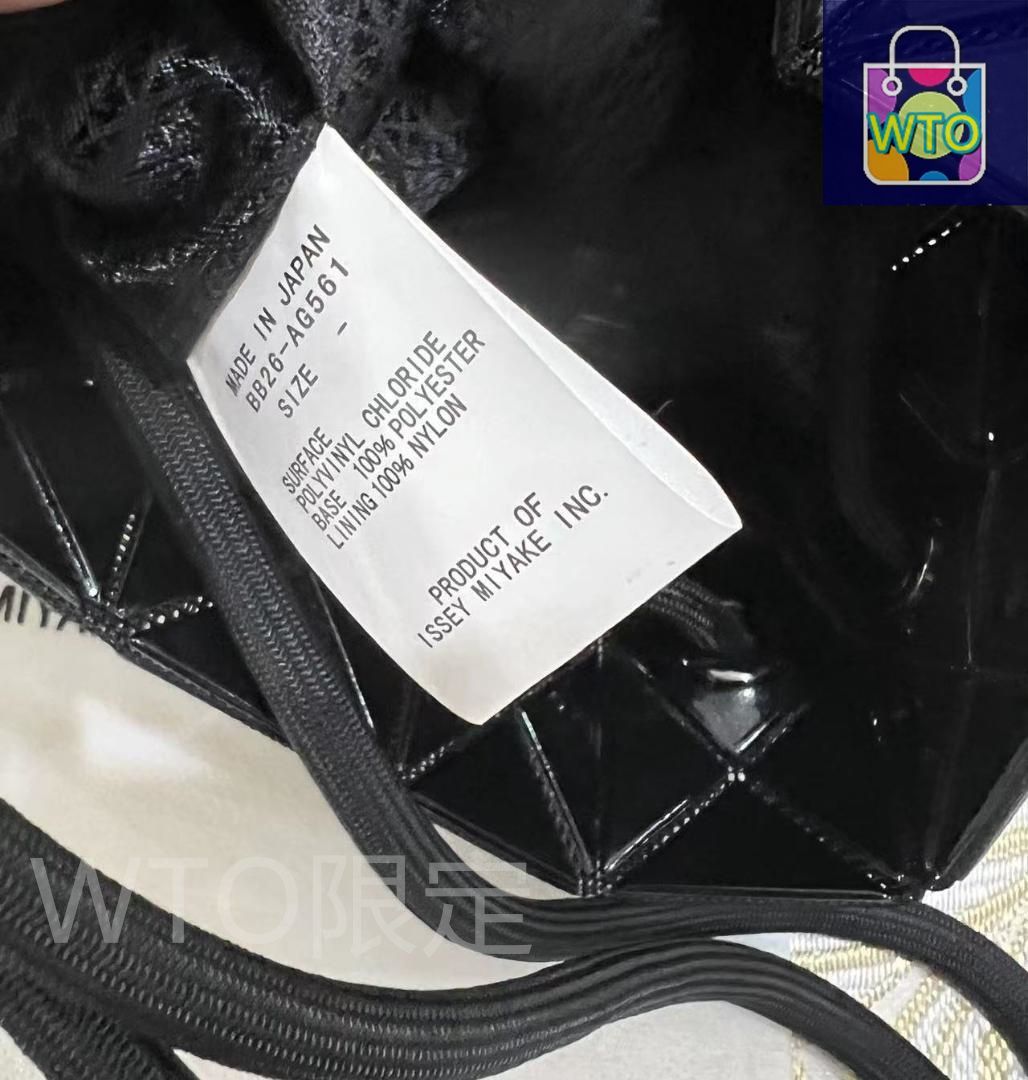 WTO
MADE IN JAPAN
BB26-AG561
SIZE -
SURFACE
POLYVINYL CHLORIDE
BASE 100% POLYESTER
LINING 100% NYLON
PRODUCT OF
ISSEY MIYAKE INC.
WTO限定